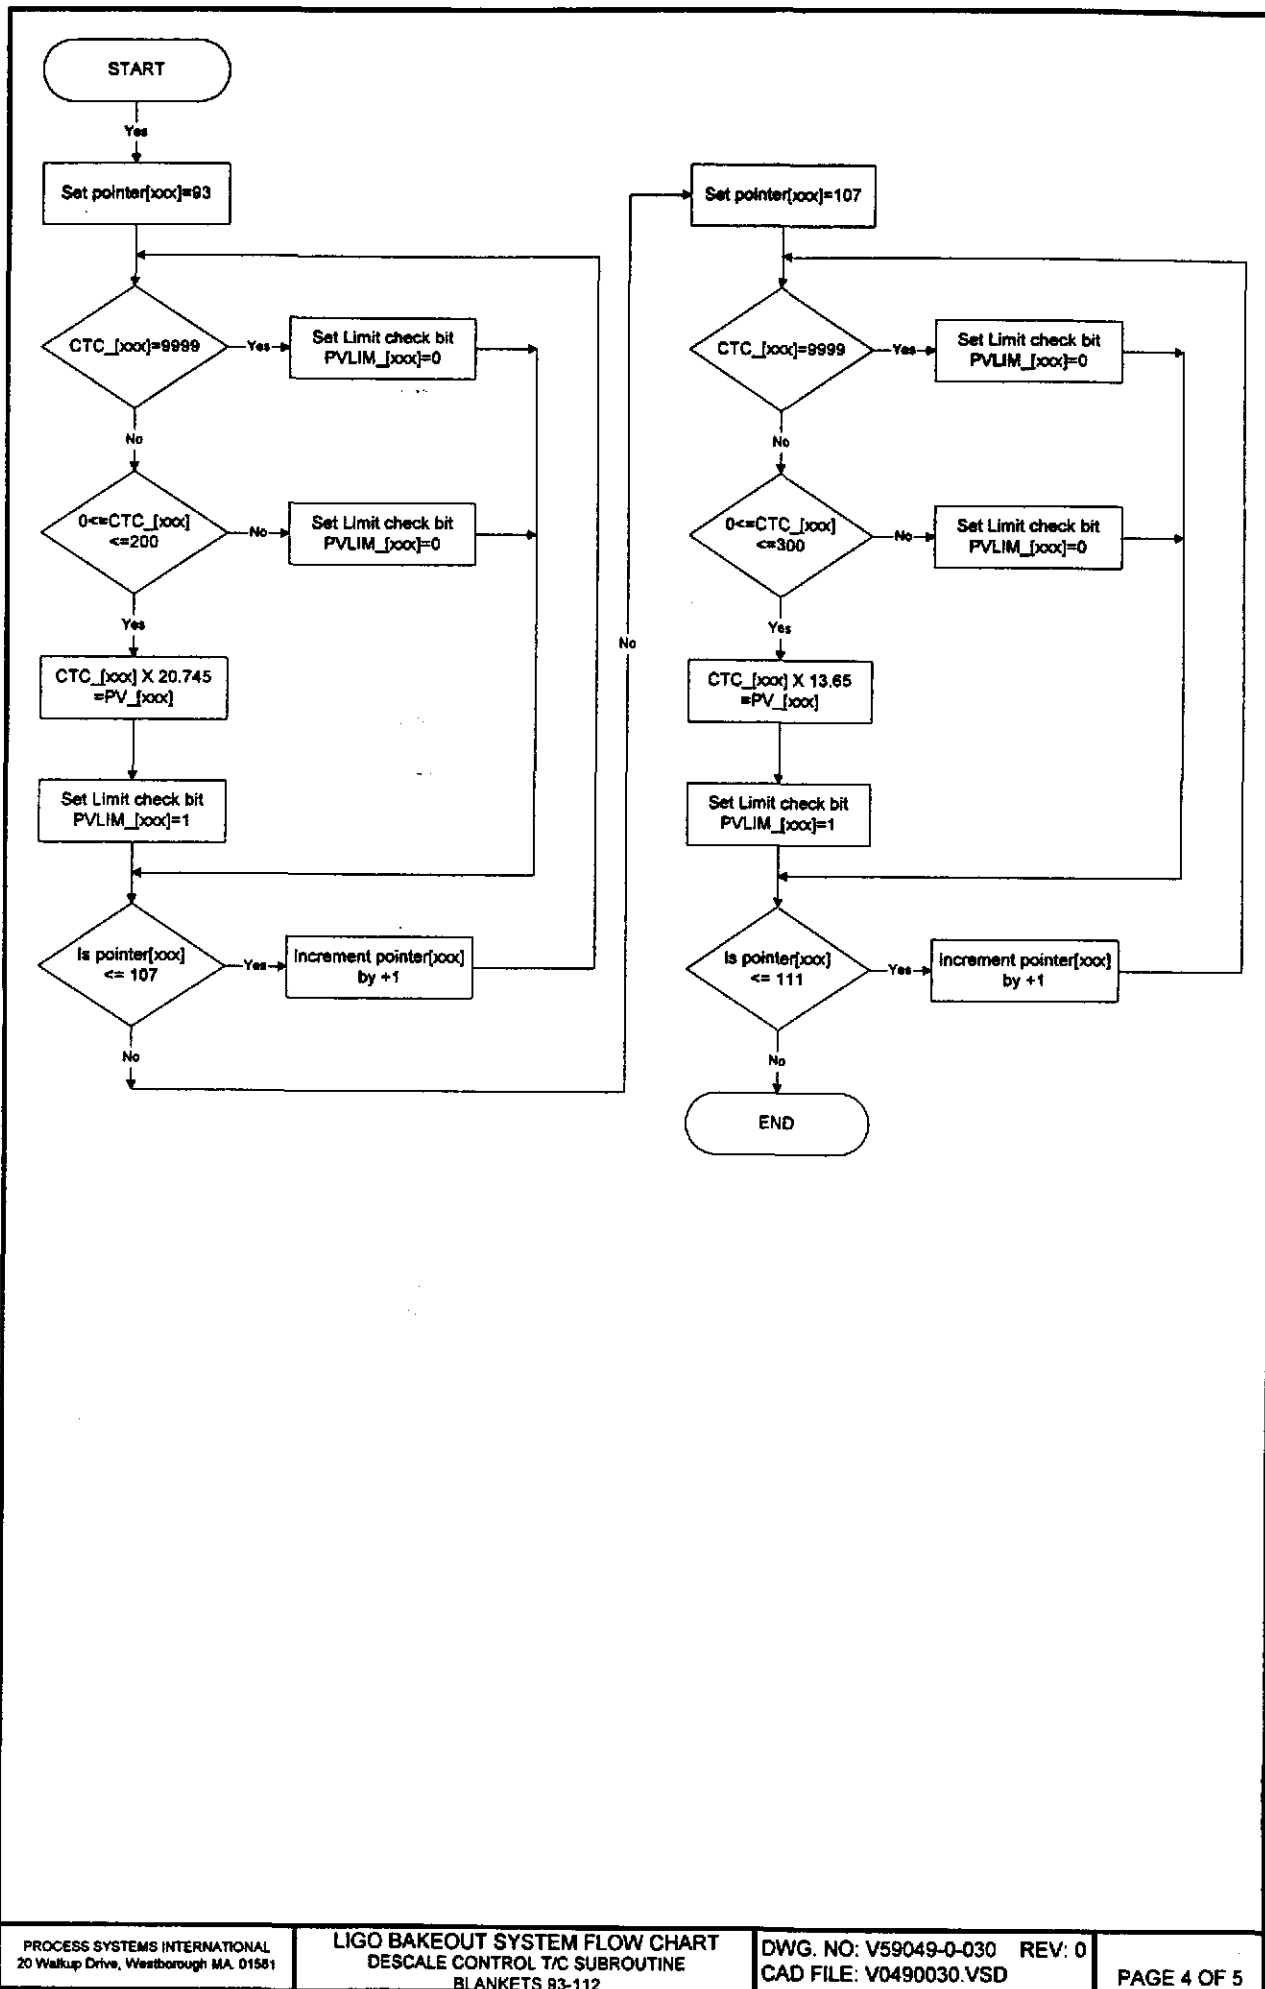 START
Yes
Set pointer[xxx]=93
CTC_[xxx]=9999
Yes
Set Limit check bit
PVLIM_[xxx]=0
No
0<=CTC_[xxx]
<=200
No
Set Limit check bit
PVLIM_[xxx]=0
Yes
CTC_[xxx] X 20.745
=PV_[xxx]
Set Limit check bit
PVLIM_[xxx]=1
Is pointer[xxx]
<= 107
Yes
Increment pointer[xxx]
by +1
No
No
Set pointer[xxx]=107
CTC_[xxx]=9999
Yes
Set Limit check bit
PVLIM_[xxx]=0
No
0<=CTC_[xxx]
<=300
No
Set Limit check bit
PVLIM_[xxx]=0
Yes
CTC_[xxx] X 13.65
=PV_[xxx]
Set Limit check bit
PVLIM_[xxx]=1
Is pointer[xxx]
<= 111
Yes
Increment pointer[xxx]
by +1
No
END
PROCESS SYSTEMS INTERNATIONAL
20 Walkup Drive, Westborough MA. 01581
LIGO BAKEOUT SYSTEM FLOW CHART
DESCALE CONTROL T/C SUBROUTINE
BLANKETS 93-112
DWG. NO: V59049-0-030 REV: 0
CAD FILE: V0490030.VSD
PAGE 4 OF 5